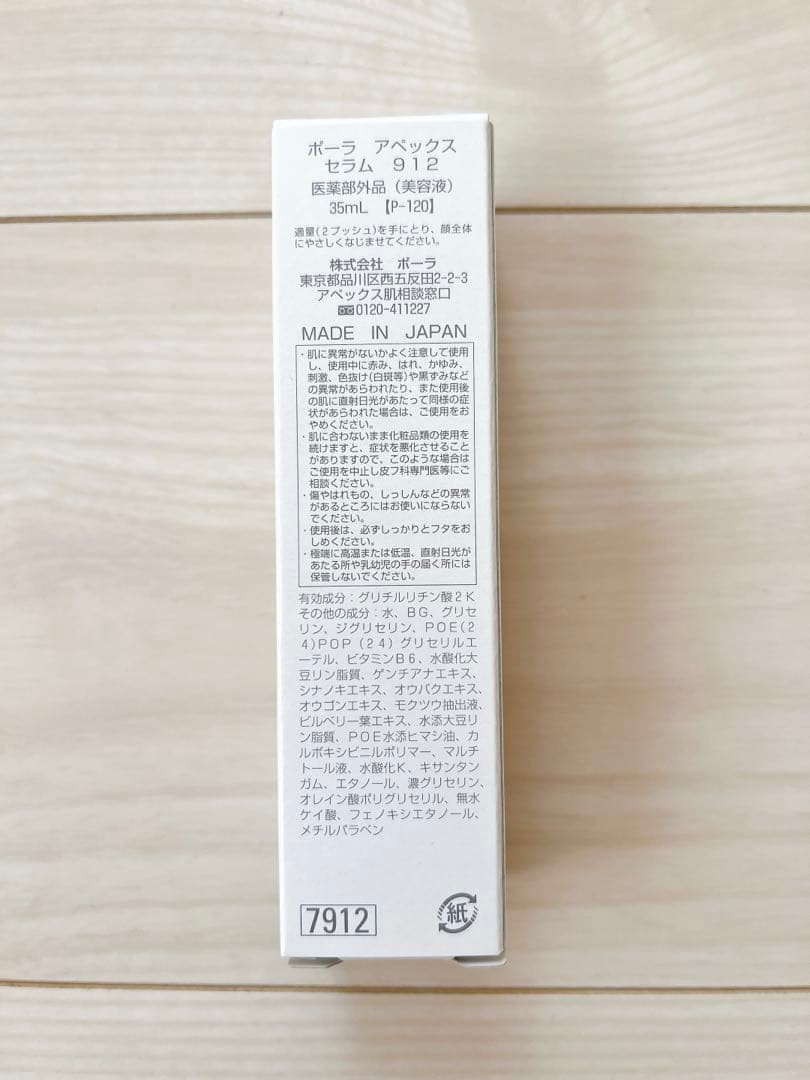 ポーラ アペックス
セラム 912
医薬部外品（美容液）
35mL 【P-120】
適量(2プッシュ)を手にとり、顔全体
にやさしくなじませてください。
株式会社 ポーラ
東京都品川区西五反田2-2-3
アペックス肌相談窓口
0120-411227
MADE IN JAPAN
・肌に異常がないかよく注意して使用
し、使用中に赤み、はれ、かゆみ、
刺激、色抜け(白斑等)や黒ずみなど
の異常があらわれたり、また使用後
の肌に直射日光があたって同様の症
状があらわれた場合は、ご使用をお
やめください。
・肌に合わないまま化粧品類の使用を
続けますと、症状を悪化させること
がありますので、このような場合は
ご使用を中止し皮フ科専門医等にご
相談ください。
・傷やはれもの、しっしんなどの異常
があるところにはお使いにならない
でください。
・使用後は、必ずしっかりとフタをお
しめください。
・極端に高温または低温、直射日光が
あたる所や乳幼児の手の届く所には
保管しないでください。
有効成分：グリチルリチン酸2K
その他の成分：水、BG、グリセ
リン、ジグリセリン、POE(2
4)POP（24）グリセリルエ
ーテル、ビタミンB6、水酸化大
豆リン脂質、ゲンチアナエキス、
シナノキエキス、オウバクエキス、
オウゴンエキス、モクツウ抽出液、
ビルベリー葉エキス、水添大豆リ
ン脂質、POE水添ヒマシ油、カ
ルボキシビニルポリマー、マルチ
トール液、水酸化K、キサンタン
ガム、エタノール、濃グリセリン、
オレイン酸ポリグリセリル、無水
ケイ酸、フェノキシエタノール、
メチルパラベン
7912
紙